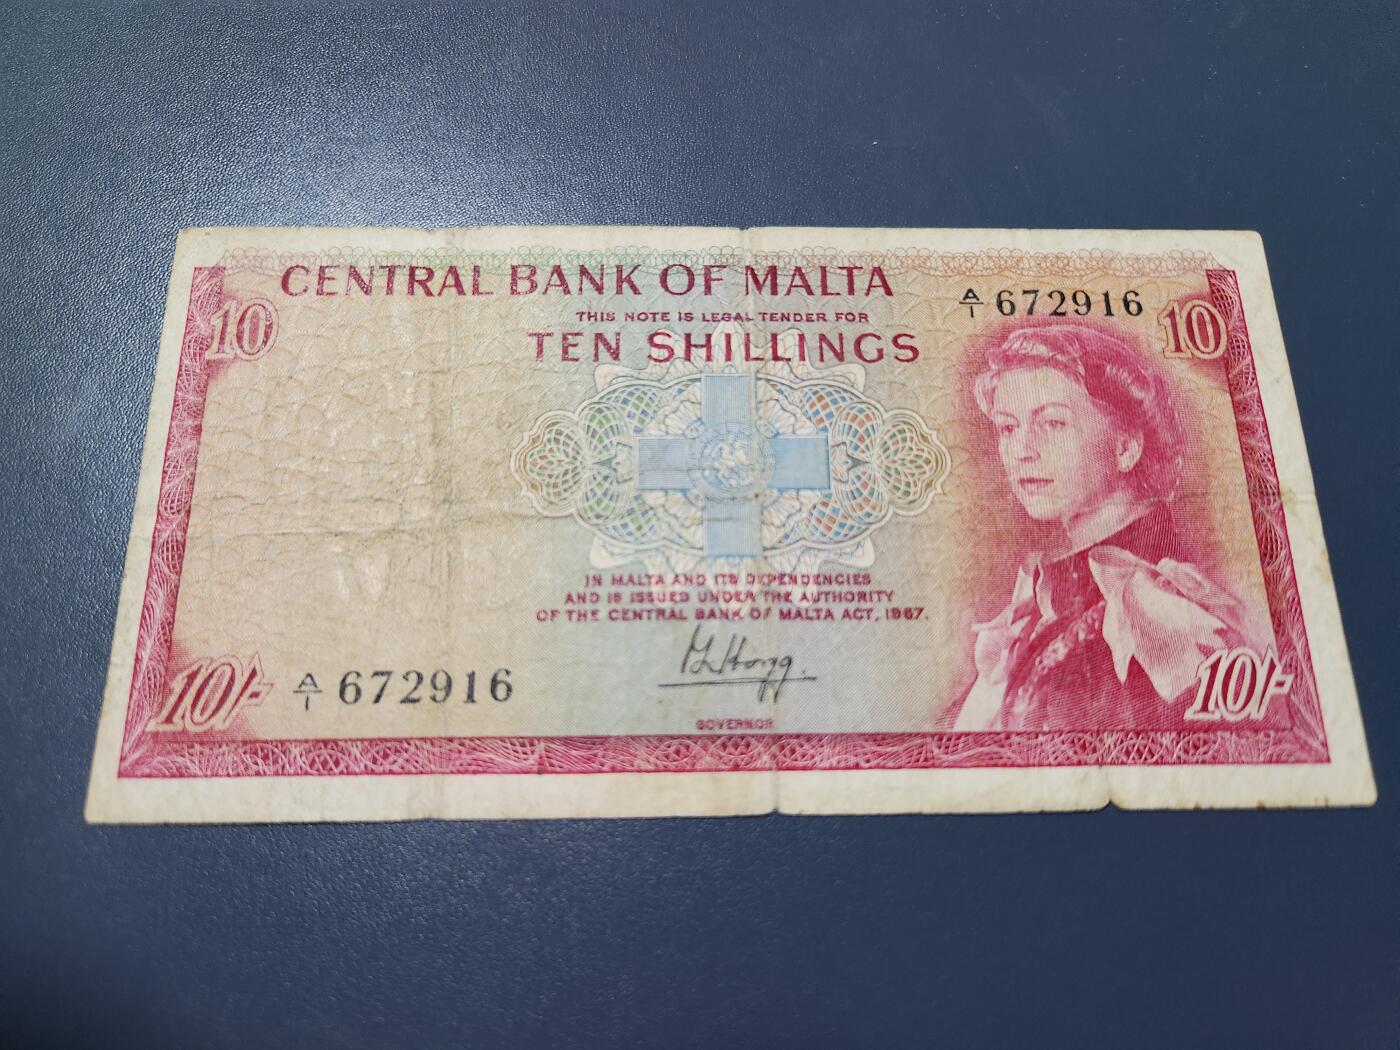 CENTRAL BANK OF MALTA
10
A/1 672916
10
THIS NOTE IS LEGAL TENDER FOR
TEN SHILLINGS
IN MALTA AND ITS DEPENDENCIES
AND IS ISSUED UNDER THE AUTHORITY
OF THE CENTRAL BANK OF MALTA ACT, 1967.
10/-
A/1 672916
10/-
GOVERNOR